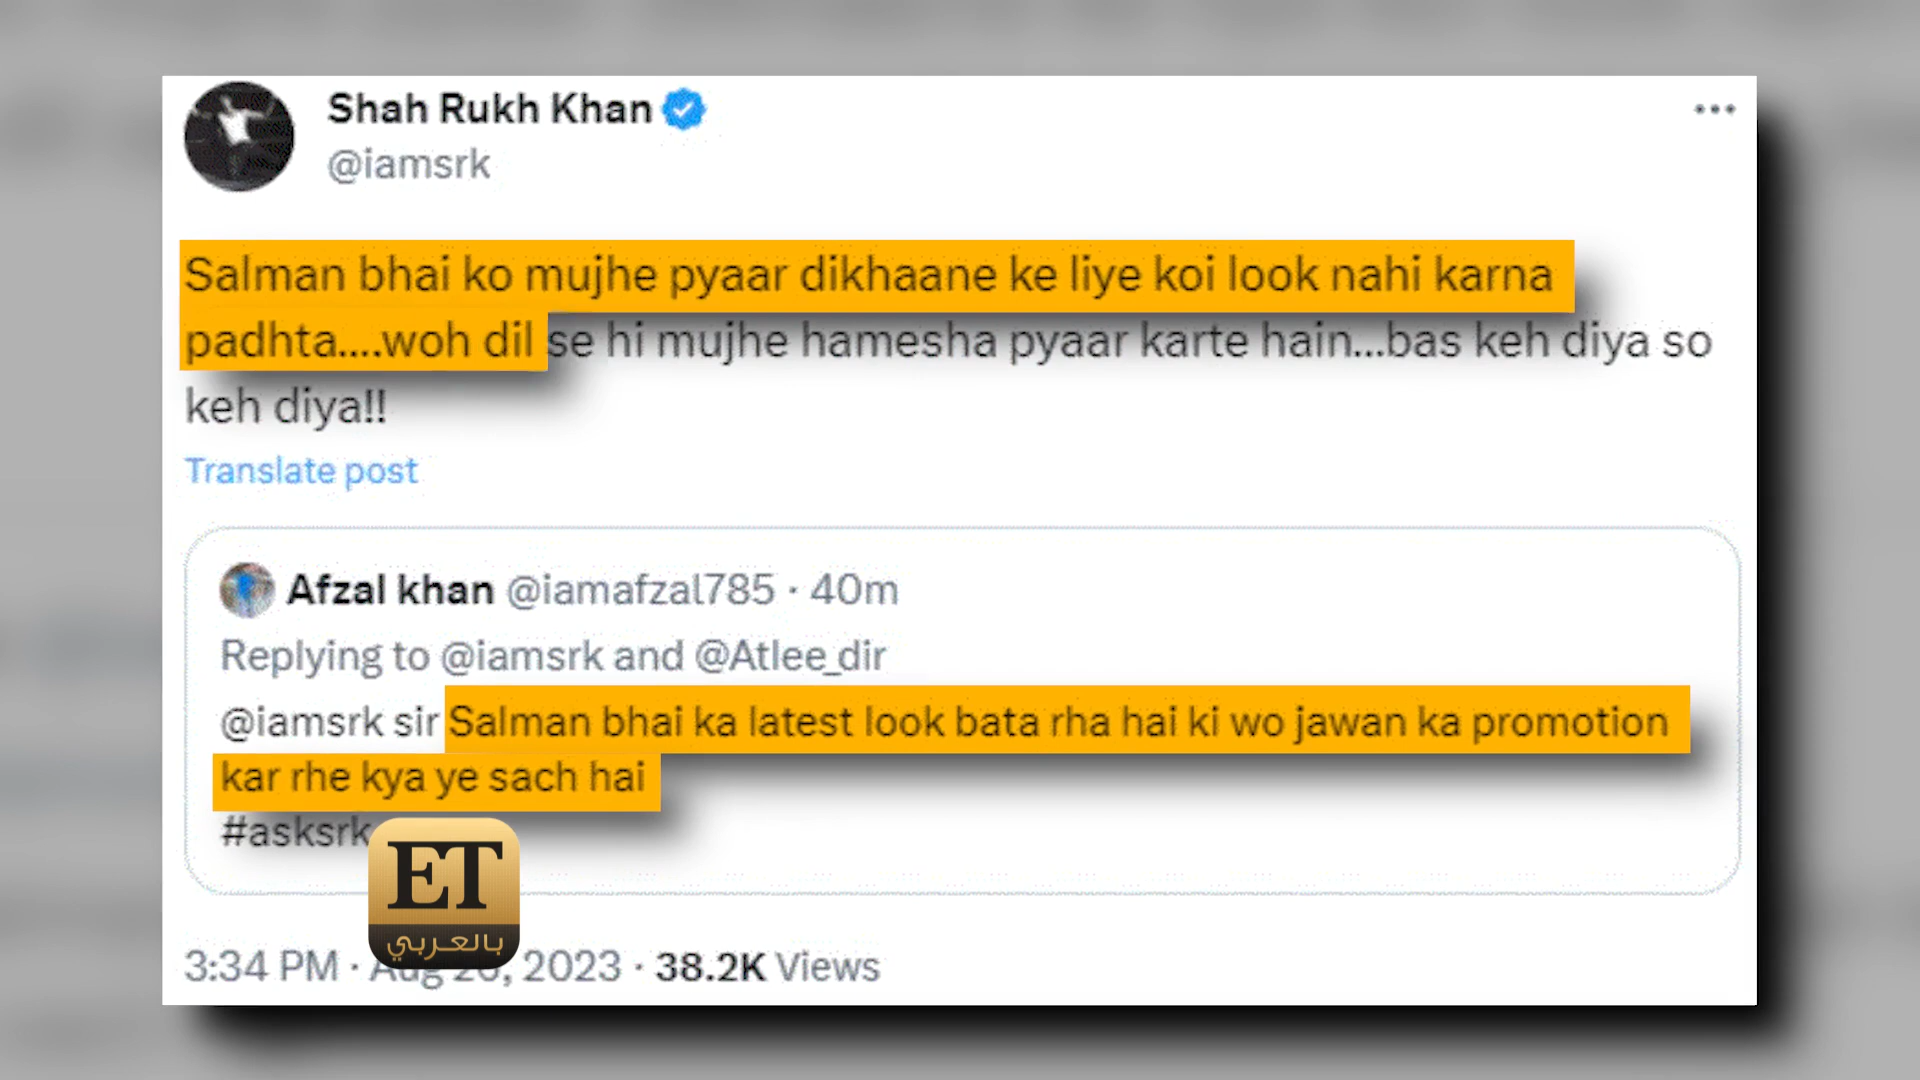 Shah Rukh Khan
@iamsrk
Salman bhai ko mujhe pyaar dikhaane ke liye koi look nahi karna
padhta....woh dil se hi mujhe hamesha pyaar karte hain...bas keh diya so
keh diya!!
Translate post
Afzal khan @iamafzal785 · 40m
Replying to @iamsrk and @Atlee_dir
@iamsrk sir Salman bhai ka latest look bata rha hai ki wo jawan ka promotion
kar rhe kya ye sach hai
#asksrk
ET
بالعربي
3:34 PM · Aug 2023 · 38.2K Views